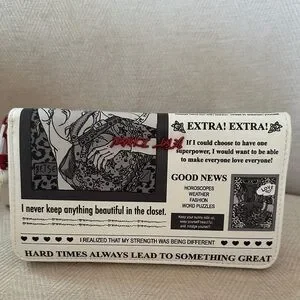 EXTRA! EXTRA!
If I could choose to have one
superpower, I would want to be able
to make everyone love everyone!
GOOD NEWS
HOROSCOPES
WEATHER
FASHION
WORD PUZZLES
I never keep anything beautiful in the closet.
I REALIZED THAT MY STRENGTH WAS BEING DIFFERENT
HARD TIMES ALWAYS LEAD TO SOMETHING GREAT